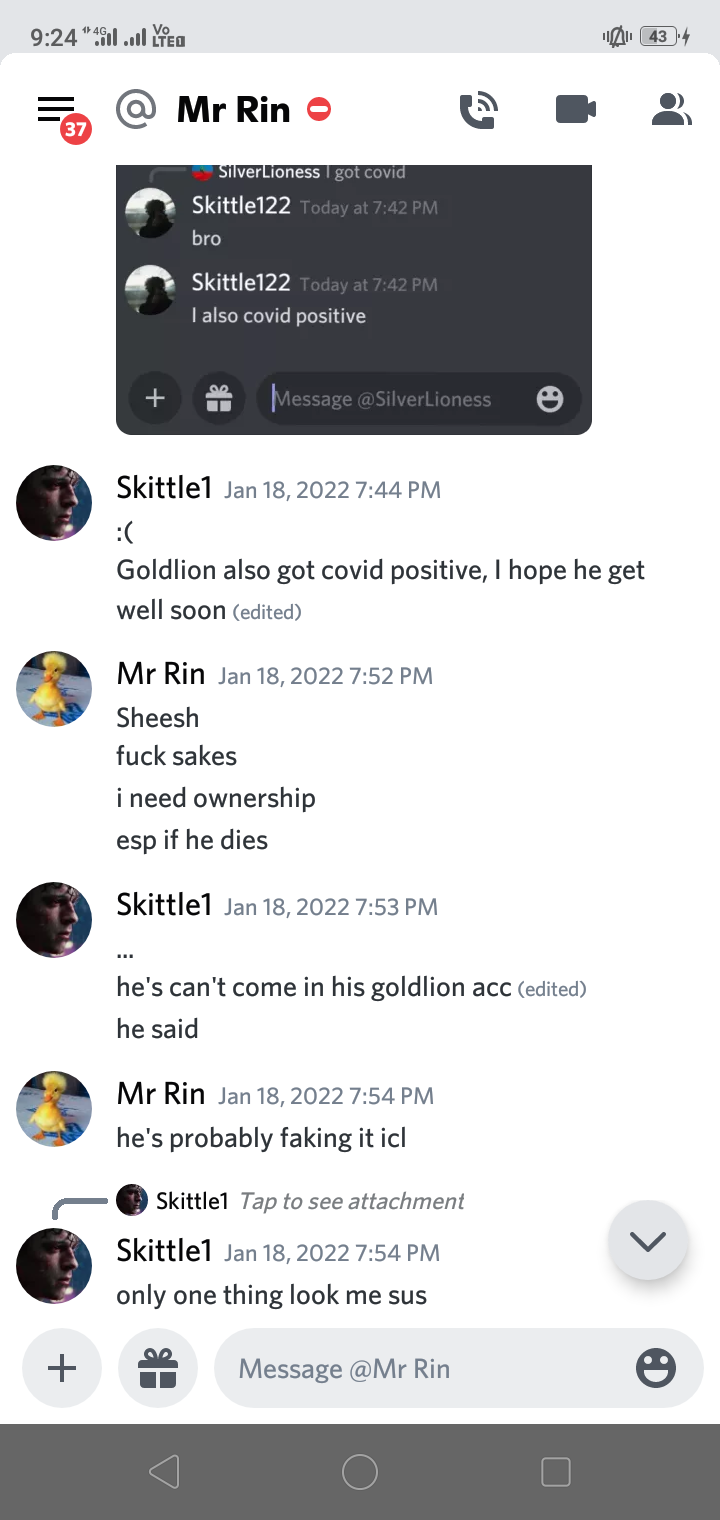 9:24 4G Vo LTE 43
37 @ Mr Rin
SilverLioness I got covid
Skittle122 Today at 7:42 PM
bro
Skittle122 Today at 7:42 PM
I also covid positive
Message @SilverLioness
Skittle1 Jan 18, 2022 7:44 PM
:(
Goldlion also got covid positive, I hope he get
well soon (edited)
Mr Rin Jan 18, 2022 7:52 PM
Sheesh
fuck sakes
i need ownership
esp if he dies
Skittle1 Jan 18, 2022 7:53 PM
...
he's can't come in his goldlion acc (edited)
he said
Mr Rin Jan 18, 2022 7:54 PM
he's probably faking it icl
Skittle1 Tap to see attachment
Skittle1 Jan 18, 2022 7:54 PM
only one thing look me sus
Message @Mr Rin